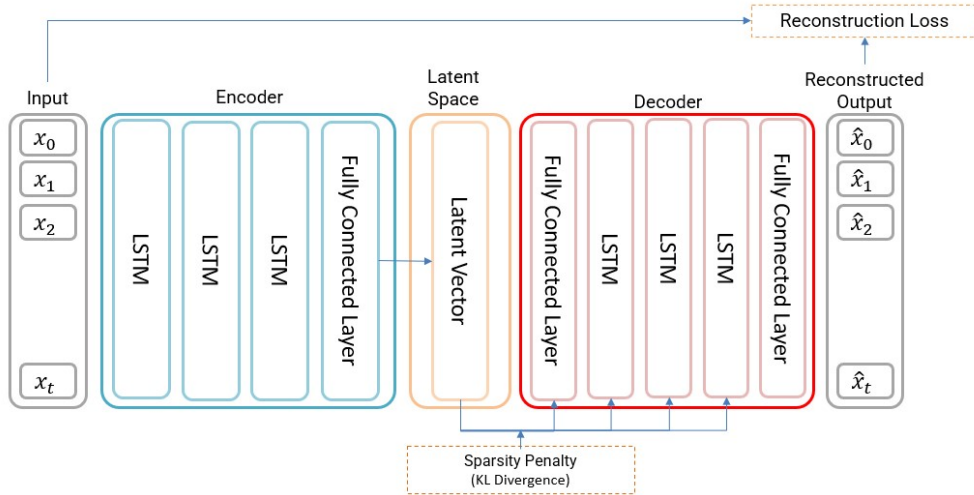 Reconstruction Loss
Input
Encoder
Latent
Space
Decoder
Reconstructed
Output
x₀
x₁
x₂
xₜ
LSTM
LSTM
LSTM
Fully Connected Layer
Latent Vector
Fully Connected Layer
LSTM
LSTM
LSTM
Fully Connected Layer
x̂₀
x̂₁
x̂₂
x̂ₜ
Sparsity Penalty
(KL Divergence)